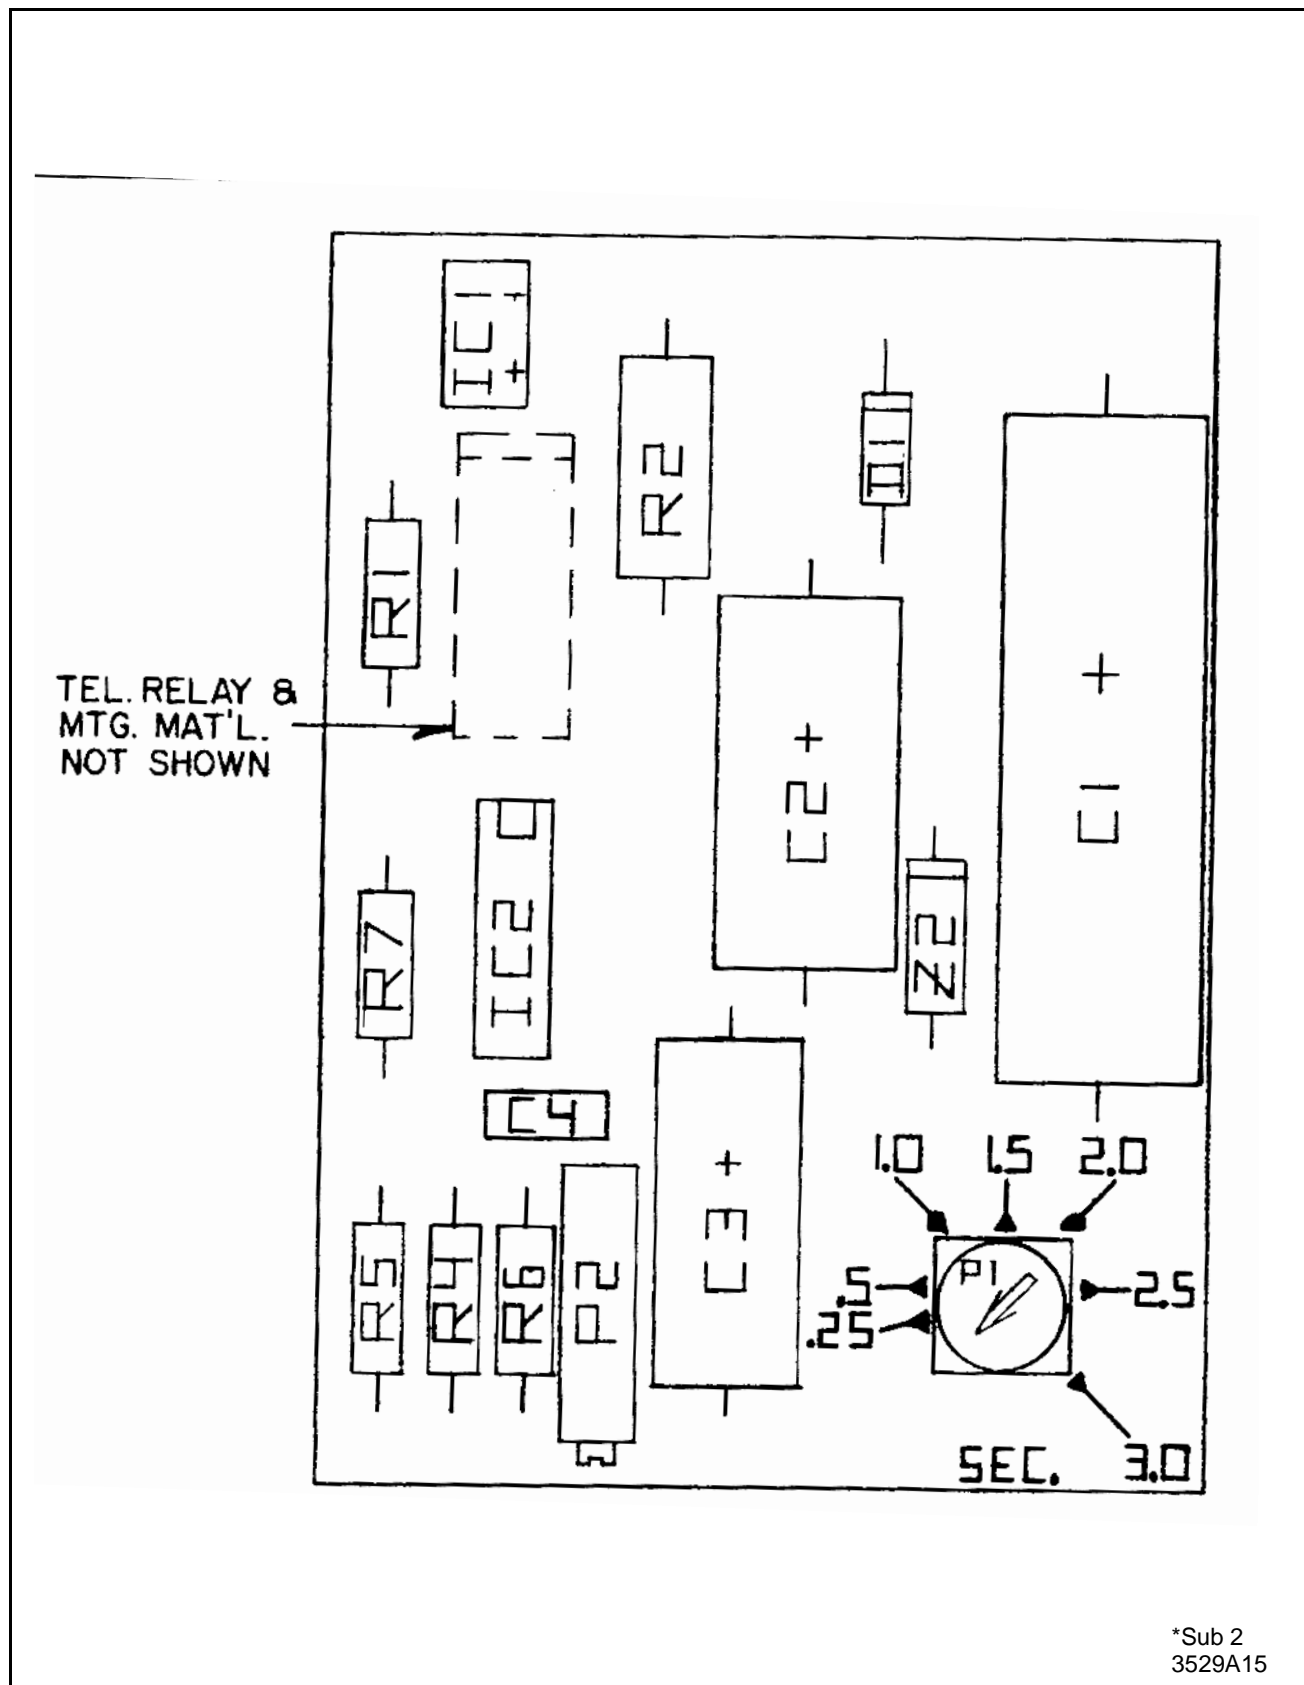 IC1
+
R2
D1
R1
TEL. RELAY &
MTG. MAT'L.
NOT SHOWN
+
C1
C2+
IC2
R7
Z2
C4
C3+
1.0
1.5
2.0
R5
R4
R6
P2
P1
.5
.25
2.5
SEC.
3.0
*Sub 2
3529A15